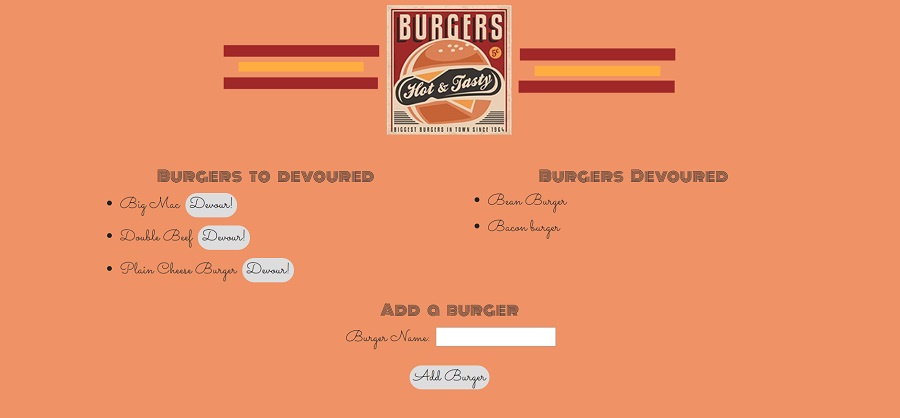 BURGERS
5¢
Hot & Tasty
BIGGEST BURGERS IN TOWN SINCE 1964
Burgers to devoured
Big Mac Devour!
Double Beef Devour!
Plain Cheese Burger Devour!
Burgers Devoured
Bean Burger
Bacon burger
Add a burger
Burger Name:
Add Burger